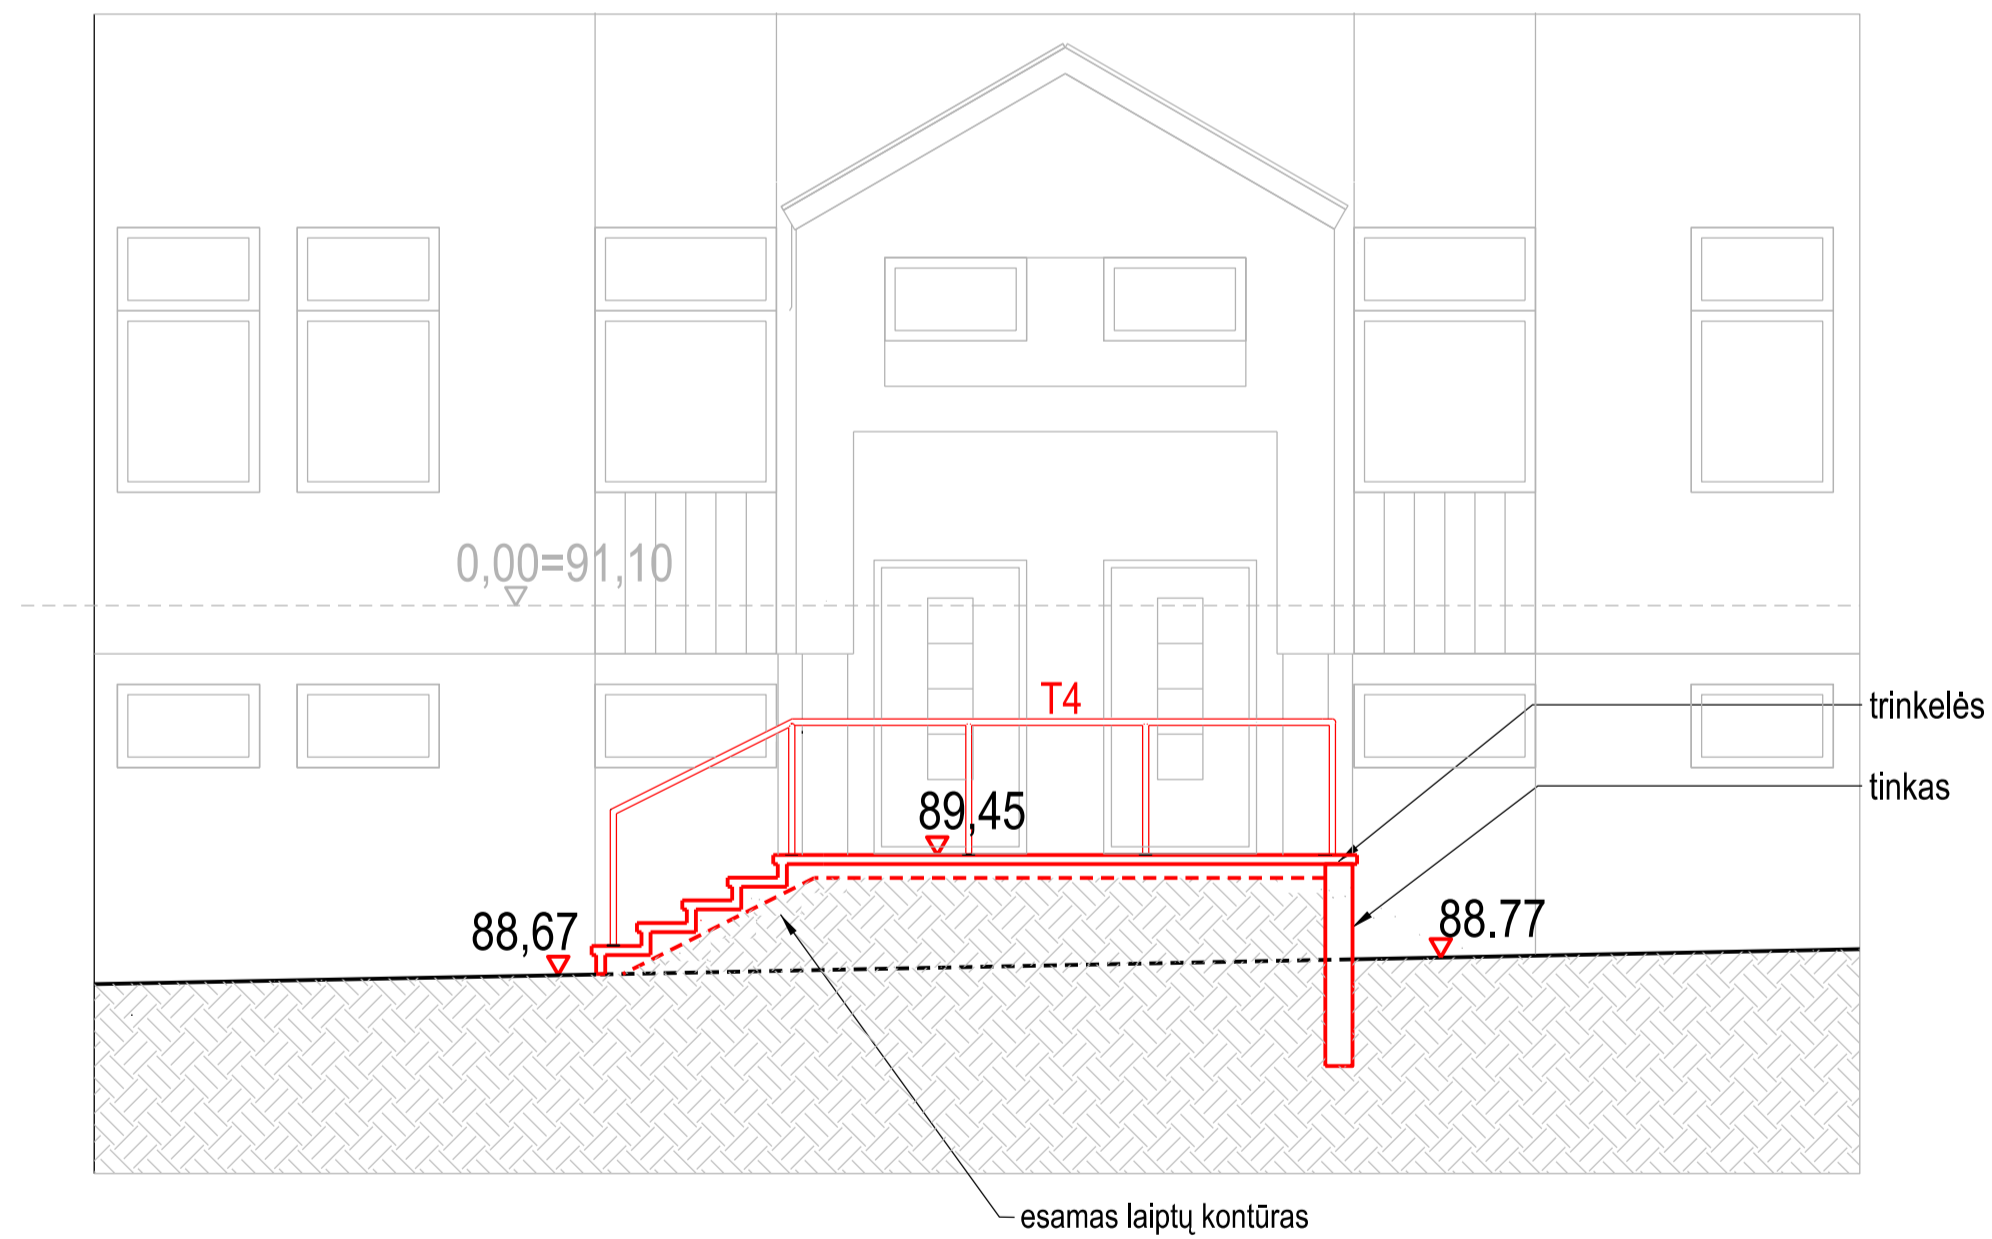 0,00=91,10
T4
trinkelės
tinkas
89,45
88,67
88.77
esamas laiptų kontūras